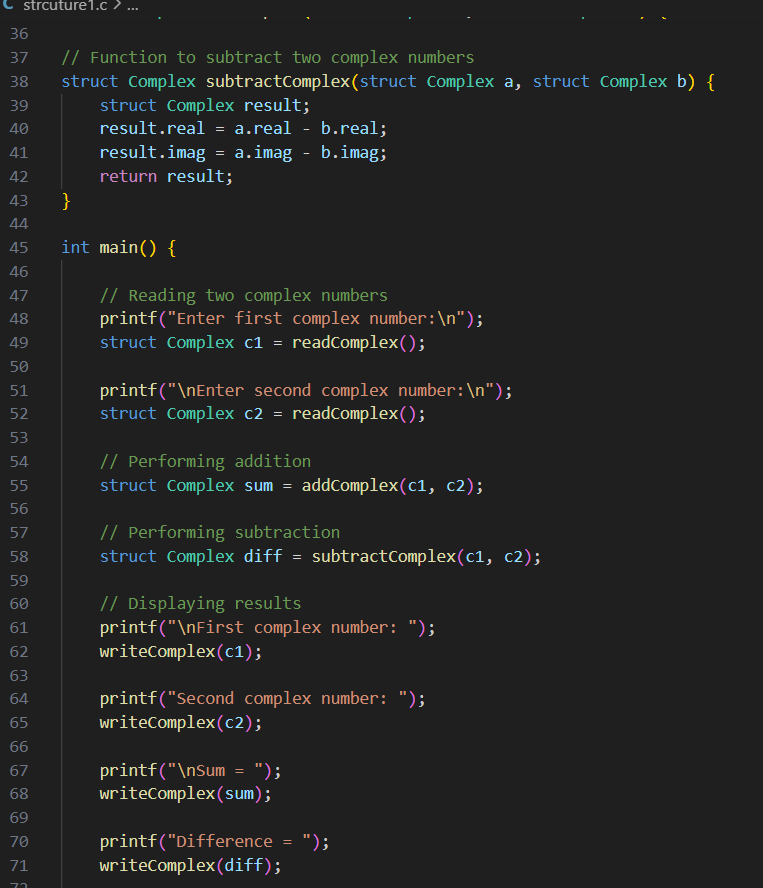 C strcuture1.c > ...
36
37 // Function to subtract two complex numbers
38 struct Complex subtractComplex(struct Complex a, struct Complex b) {
39     struct Complex result;
40     result.real = a.real - b.real;
41     result.imag = a.imag - b.imag;
42     return result;
43 }
44
45 int main() {
46
47     // Reading two complex numbers
48     printf("Enter first complex number:\n");
49     struct Complex c1 = readComplex();
50
51     printf("\nEnter second complex number:\n");
52     struct Complex c2 = readComplex();
53
54     // Performing addition
55     struct Complex sum = addComplex(c1, c2);
56
57     // Performing subtraction
58     struct Complex diff = subtractComplex(c1, c2);
59
60     // Displaying results
61     printf("\nFirst complex number: ");
62     writeComplex(c1);
63
64     printf("Second complex number: ");
65     writeComplex(c2);
66
67     printf("\nSum = ");
68     writeComplex(sum);
69
70     printf("Difference = ");
71     writeComplex(diff);